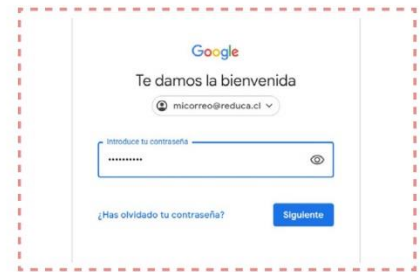 Google
Te damos la bienvenida
micorreo@reduca.cl
Introduce tu contraseña
••••••••••
¿Has olvidado tu contraseña?
Siguiente